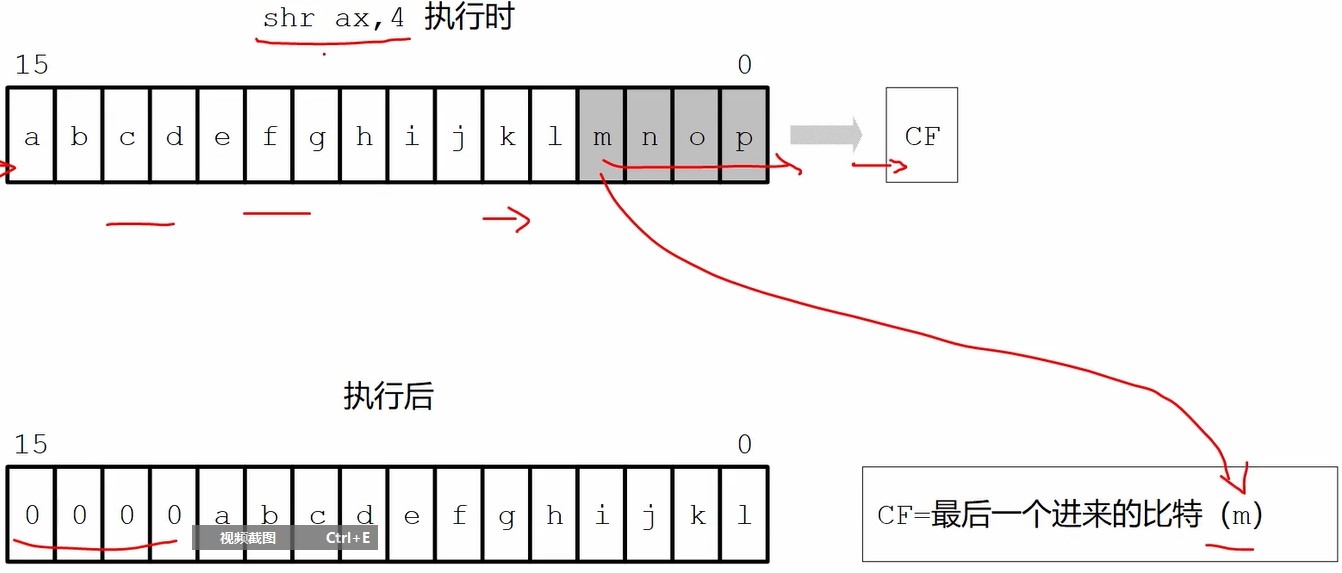 shr ax,4 执行时
15 0
a b c d e f g h i j k l m n o p CF
执行后
15 0
0 0 0 0 a b c d e f g h i j k l CF=最后一个进来的比特（m）
视频截图 Ctrl+E